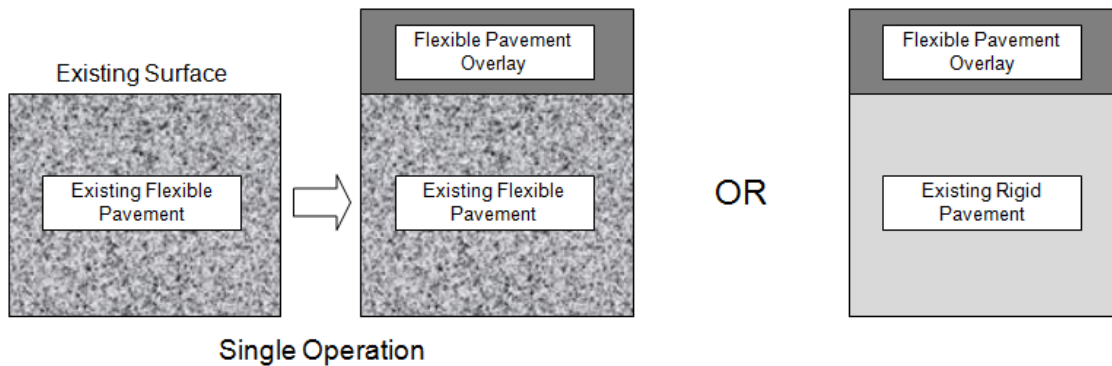 Existing Surface
Existing Flexible
Pavement
Flexible Pavement
Overlay
Existing Flexible
Pavement
Single Operation
OR
Flexible Pavement
Overlay
Existing Rigid
Pavement